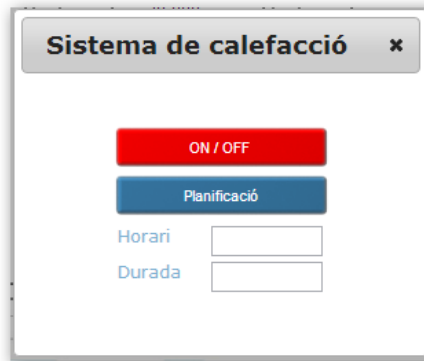 Sistema de calefacció
ON / OFF
Planificació
Horari
Durada